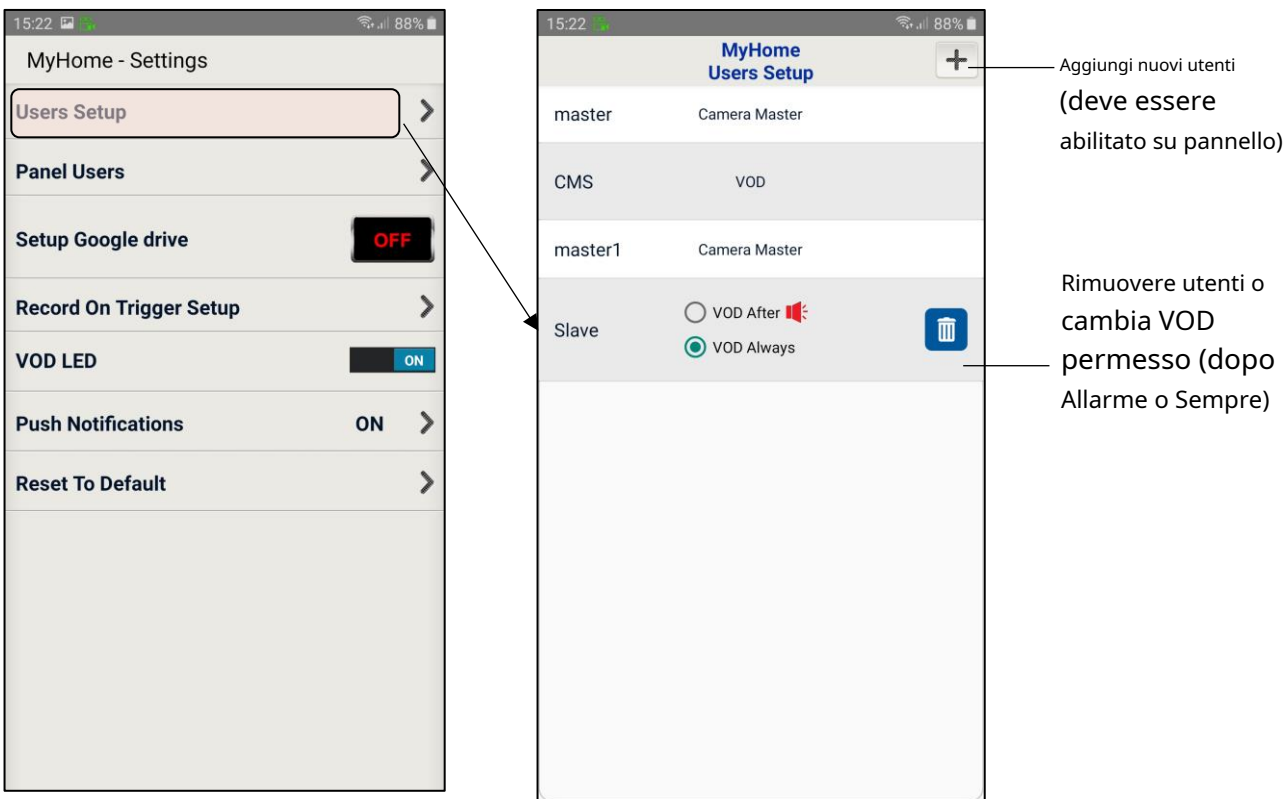 15:22
88%
MyHome - Settings
Users Setup
Panel Users
Setup Google drive
OFF
Record On Trigger Setup
VOD LED
ON
Push Notifications
ON
Reset To Default
15:22
88%
MyHome
Users Setup
master
Camera Master
CMS
VOD
master1
Camera Master
Slave
VOD After
VOD Always
Aggiungi nuovi utenti
(deve essere
abilitato su pannello)
Rimuovere utenti o
cambia VOD
permesso (dopo
Allarme o Sempre)